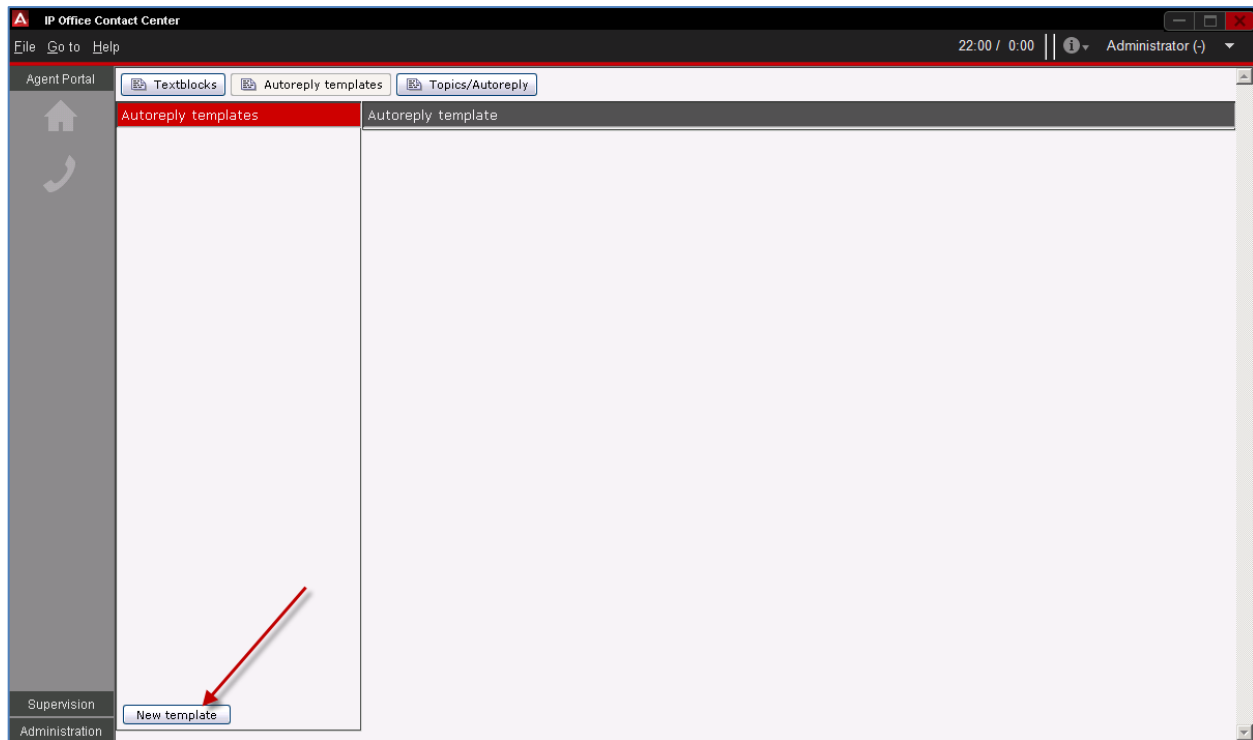 IP Office Contact Center
File Go to Help 22:00 / 0:00 Administrator (-)
Agent Portal Textblocks Autoreply templates Topics/Autoreply
Autoreply templates Autoreply template
Supervision
New template
Administration